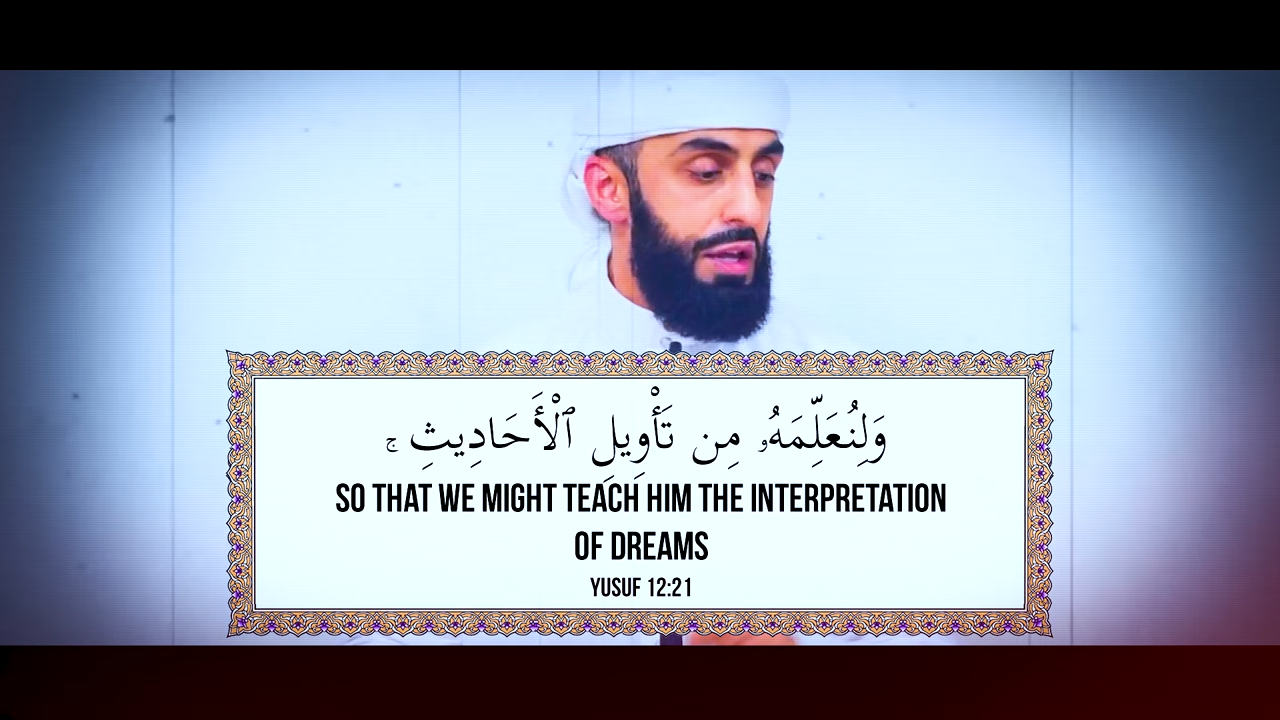 وَلِنُعَلِّمَهُۥ مِن تَأْوِيلِ ٱلْأَحَادِيثِ ۚ
SO THAT WE MIGHT TEACH HIM THE INTERPRETATION
OF DREAMS
YUSUF 12:21